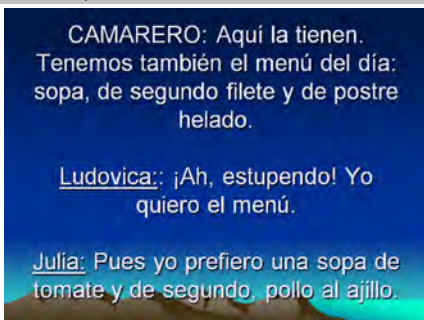 CAMARERO: Aquí la tienen.
Tenemos también el menú del día:
sopa, de segundo filete y de postre
helado.
Ludovica:: ¡Ah, estupendo! Yo
quiero el menú.
Julia: Pues yo prefiero una sopa de
tomate y de segundo, pollo al ajillo.